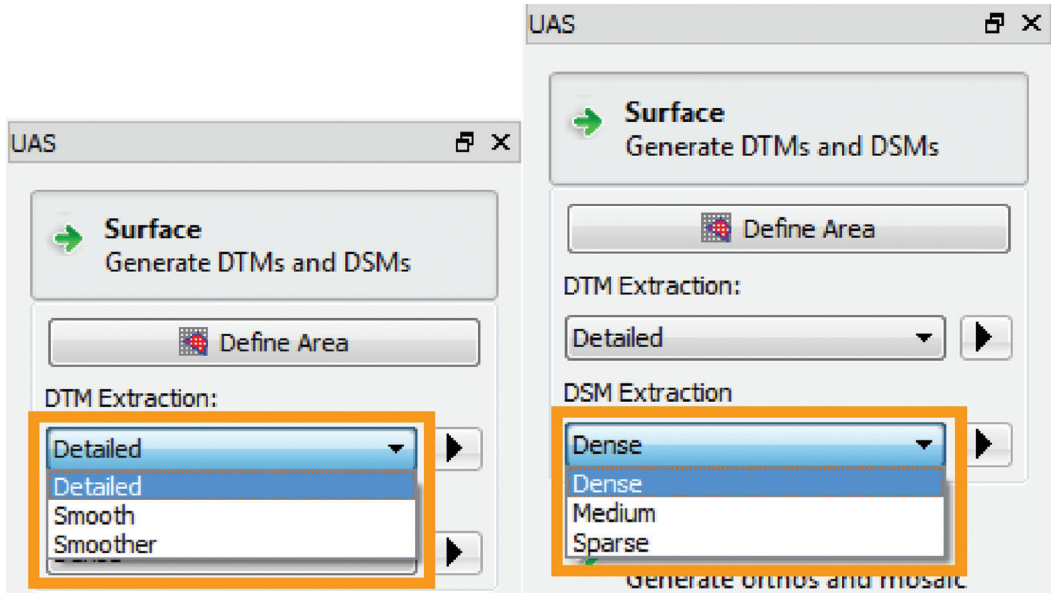 UAS
Surface
Generate DTMs and DSMs
Define Area
DTM Extraction:
Detailed
Detailed
Smooth
Smoother
UAS
Surface
Generate DTMs and DSMs
Define Area
DTM Extraction:
Detailed
DSM Extraction
Dense
Dense
Medium
Sparse
Generate orthos and mosaic